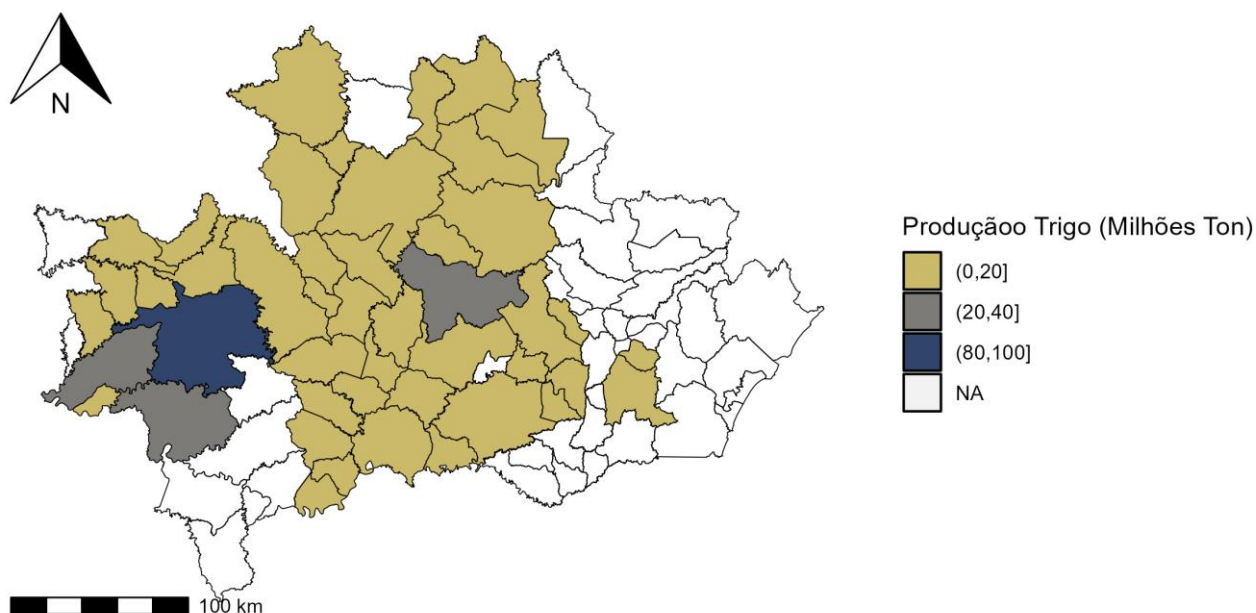 N
Produçãoo Trigo (Milhões Ton)
(0,20]
(20,40]
(80,100]
NA
100 km